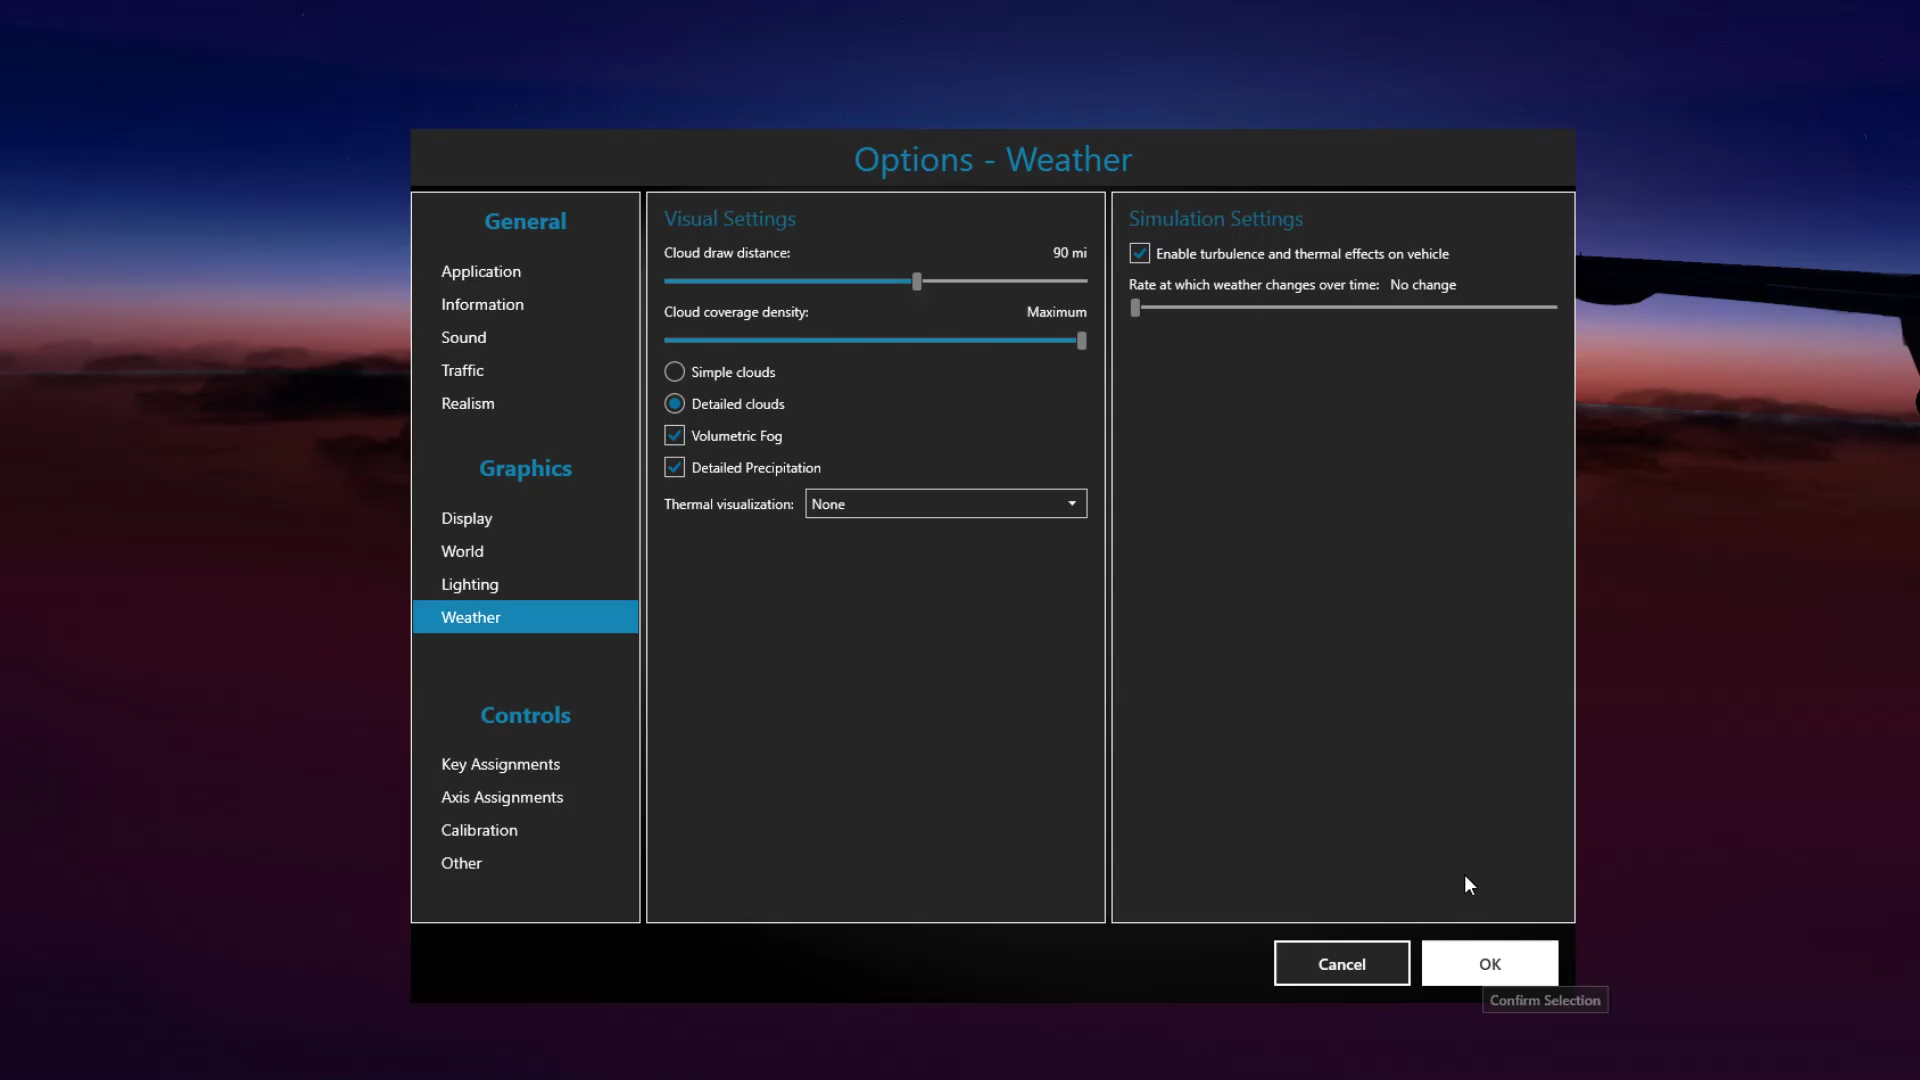 Options - Weather
General
Application
Information
Sound
Traffic
Realism
Graphics
Display
World
Lighting
Weather
Controls
Key Assignments
Axis Assignments
Calibration
Other
Visual Settings
Cloud draw distance: 90 mi
Cloud coverage density: Maximum
Simple clouds
Detailed clouds
Volumetric Fog
Detailed Precipitation
Thermal visualization: None
Simulation Settings
Enable turbulence and thermal effects on vehicle
Rate at which weather changes over time: No change
Cancel
OK
Confirm Selection